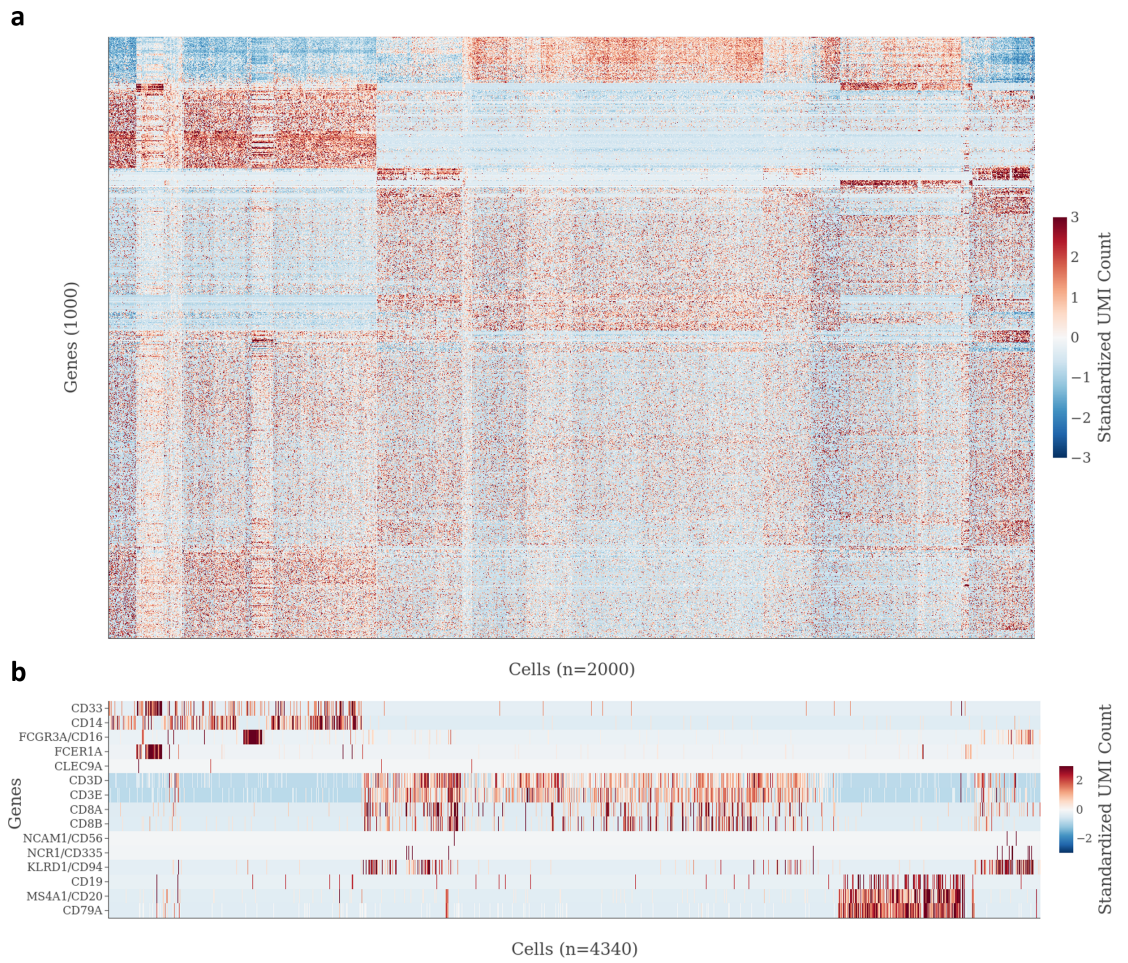 a
Genes (1000)
3
2
1
0
−1
−2
−3
Standardized UMI Count
Cells (n=2000)
b
Genes
CD33
CD14
FCGR3A/CD16
FCER1A
CLEC9A
CD3D
CD3E
CD8A
CD8B
NCAM1/CD56
NCR1/CD335
KLRD1/CD94
CD19
MS4A1/CD20
CD79A
2
0
−2
Standardized UMI Count
Cells (n=4340)